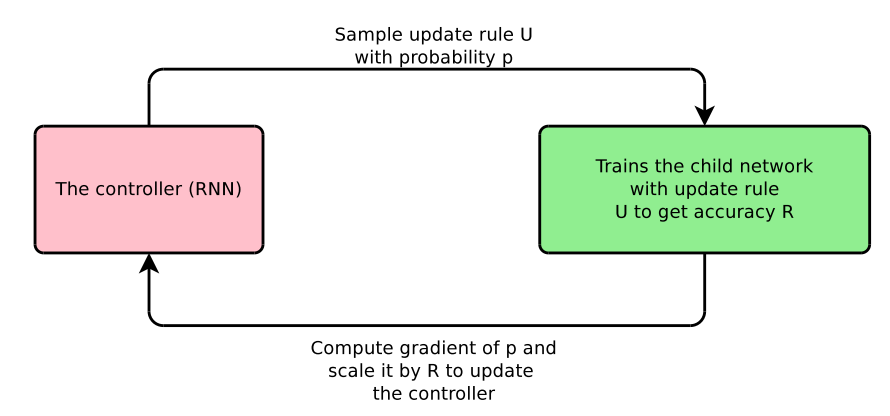 Sample update rule U
with probability p
The controller (RNN)
Trains the child network
with update rule
U to get accuracy R
Compute gradient of p and
scale it by R to update
the controller